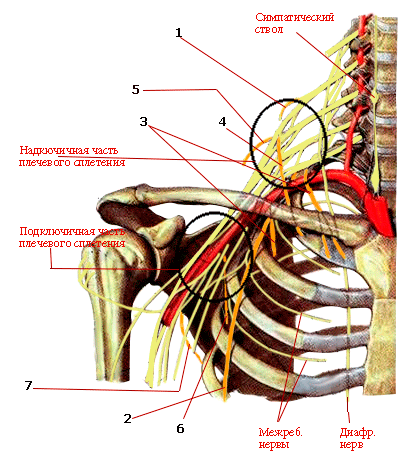 Симпатический
ствол
1
5
3
4
Надключичная часть
плечевого сплетения
Подключичная часть
плечевого сплетения
7
2
6
Межреб.
нервы
Диафр.
нерв